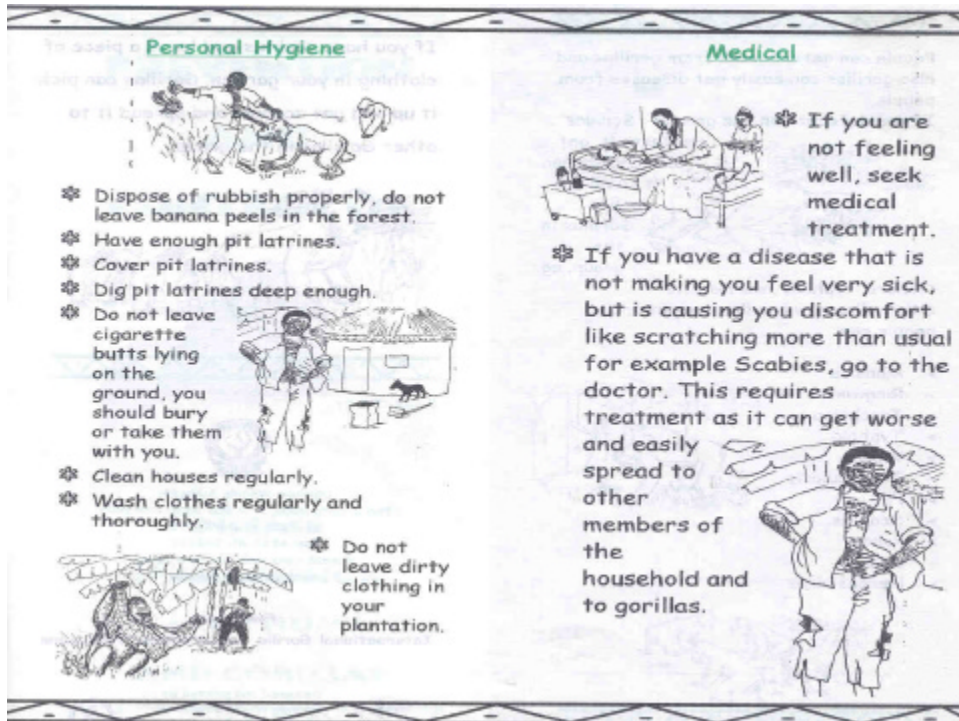 Personal Hygiene
Dispose of rubbish properly, do not
leave banana peels in the forest.
Have enough pit latrines.
Cover pit latrines.
Dig pit latrines deep enough.
Do not leave
cigarette
butts lying
on the
ground, you
should bury
or take them
with you.
Clean houses regularly.
Wash clothes regularly and
thoroughly.
Do not
leave dirty
clothing in
your
plantation.
Medical
If you are
not feeling
well, seek
medical
treatment.
If you have a disease that is
not making you feel very sick,
but is causing you discomfort
like scratching more than usual
for example Scabies, go to the
doctor. This requires
treatment as it can get worse
and easily
spread to
other
members of
the
household and
to gorillas.